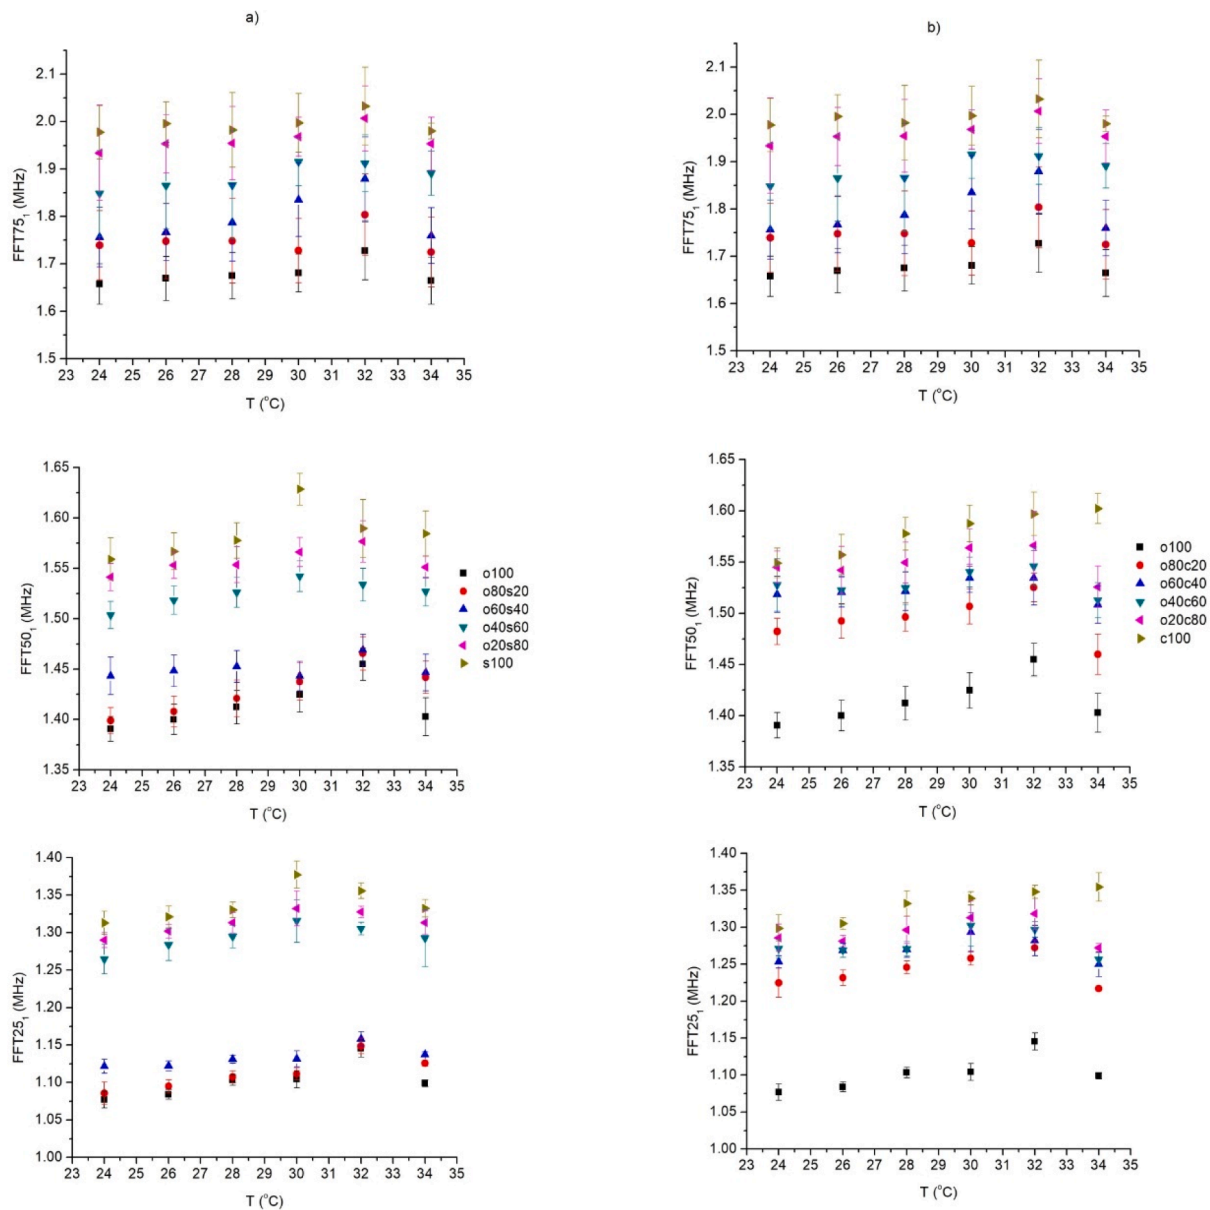 a)
b)
2.1
2.0
1.9
1.8
1.7
1.6
1.5
FFT75₁ (MHz)
23 24 25 26 27 28 29 30 31 32 33 34 35
T (°C)
2.1
2.0
1.9
1.8
1.7
1.6
1.5
FFT75₁ (MHz)
23 24 25 26 27 28 29 30 31 32 33 34 35
T (°C)
1.65
1.60
1.55
1.50
1.45
1.40
1.35
FFT50₁ (MHz)
23 24 25 26 27 28 29 30 31 32 33 34 35
T (°C)
o100
o80s20
o60s40
o40s60
o20s80
s100
1.65
1.60
1.55
1.50
1.45
1.40
1.35
FFT50₁ (MHz)
23 24 25 26 27 28 29 30 31 32 33 34 35
T (°C)
o100
o80c20
o60c40
o40c60
o20c80
c100
1.40
1.35
1.30
1.25
1.20
1.15
1.10
1.05
1.00
FFT25₁ (MHz)
23 24 25 26 27 28 29 30 31 32 33 34 35
T (°C)
1.40
1.35
1.30
1.25
1.20
1.15
1.10
1.05
1.00
FFT25₁ (MHz)
23 24 25 26 27 28 29 30 31 32 33 34 35
T (°C)